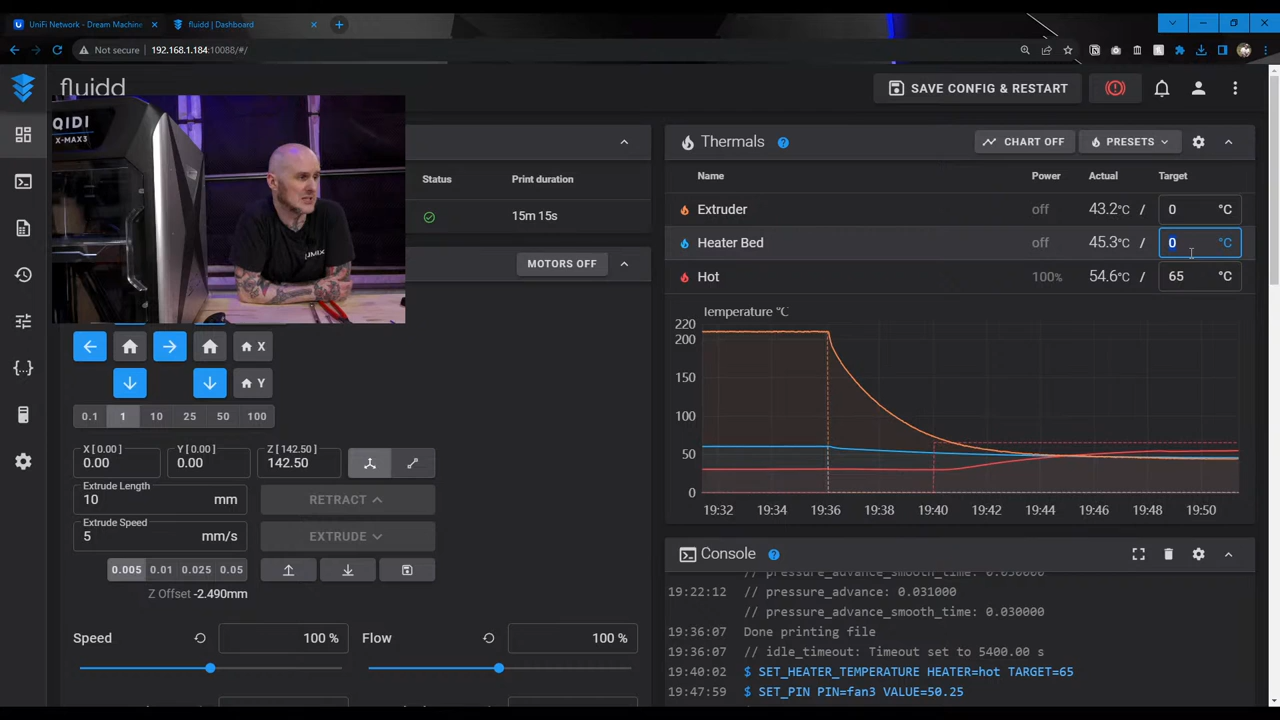 UniFi Network - Dream Machine
fluidd | Dashboard
Not secure 192.168.1.184:10088/#/
fluidd
SAVE CONFIG & RESTART
QIDI
X-MAX3
Status Print duration
15m 15s
MOTORS OFF
X
Y
0.1 1 10 25 50 100
X [ 0.00 ] Y [ 0.00 ] Z [ 142.50 ]
0.00 0.00 142.50
Extrude Length
10 mm RETRACT
Extrude Speed
5 mm/s EXTRUDE
0.005 0.01 0.025 0.05
Z Offset -2.490mm
Speed 100 % Flow 100 %
Thermals CHART OFF PRESETS
Name Power Actual Target
Extruder off 43.2°C / 0 °C
Heater Bed off 45.3°C / 0 °C
Hot 100% 54.6°C / 65 °C
Temperature °C
220
200
150
100
50
0
19:32 19:34 19:36 19:38 19:40 19:42 19:44 19:46 19:48 19:50
Console
// pressure_advance_smooth_time: 0.030000
19:22:12 // pressure_advance: 0.031000
// pressure_advance_smooth_time: 0.030000
19:36:07 Done printing file
19:36:07 // idle_timeout: Timeout set to 5400.00 s
19:40:02 $ SET_HEATER_TEMPERATURE HEATER=hot TARGET=65
19:47:59 $ SET_PIN PIN=fan3 VALUE=50.25